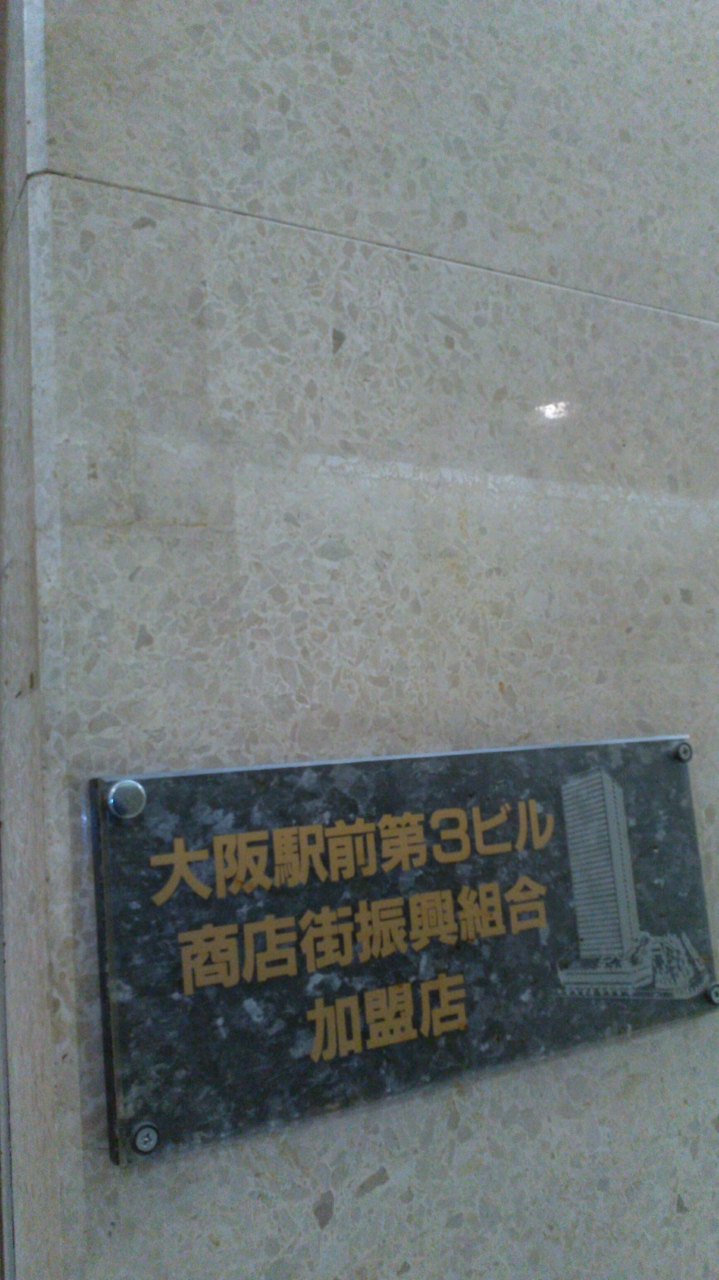 大阪駅前第3ビル
商店街振興組合
加盟店